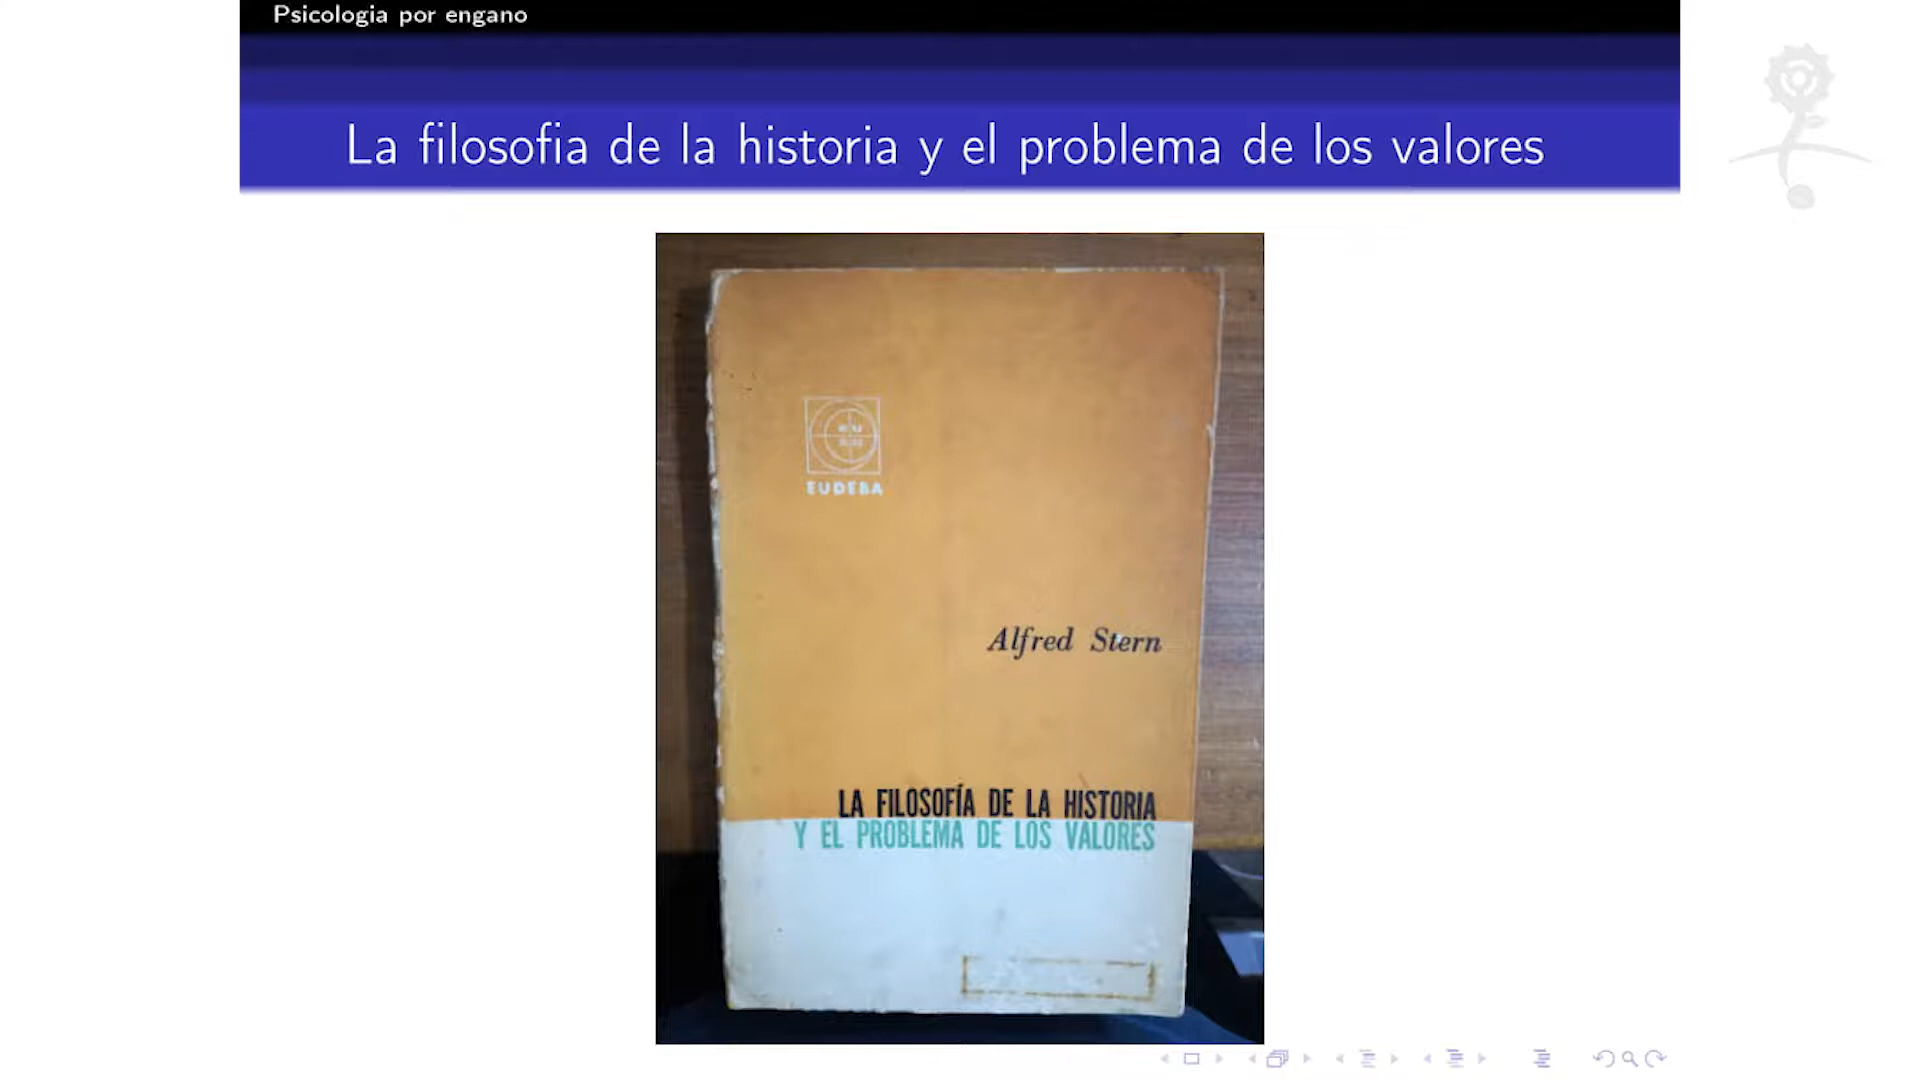 Psicologia por engano
La filosofia de la historia y el problema de los valores
EUDEBA
Alfred Stern
LA FILOSOFÍA DE LA HISTORIA
Y EL PROBLEMA DE LOS VALORES